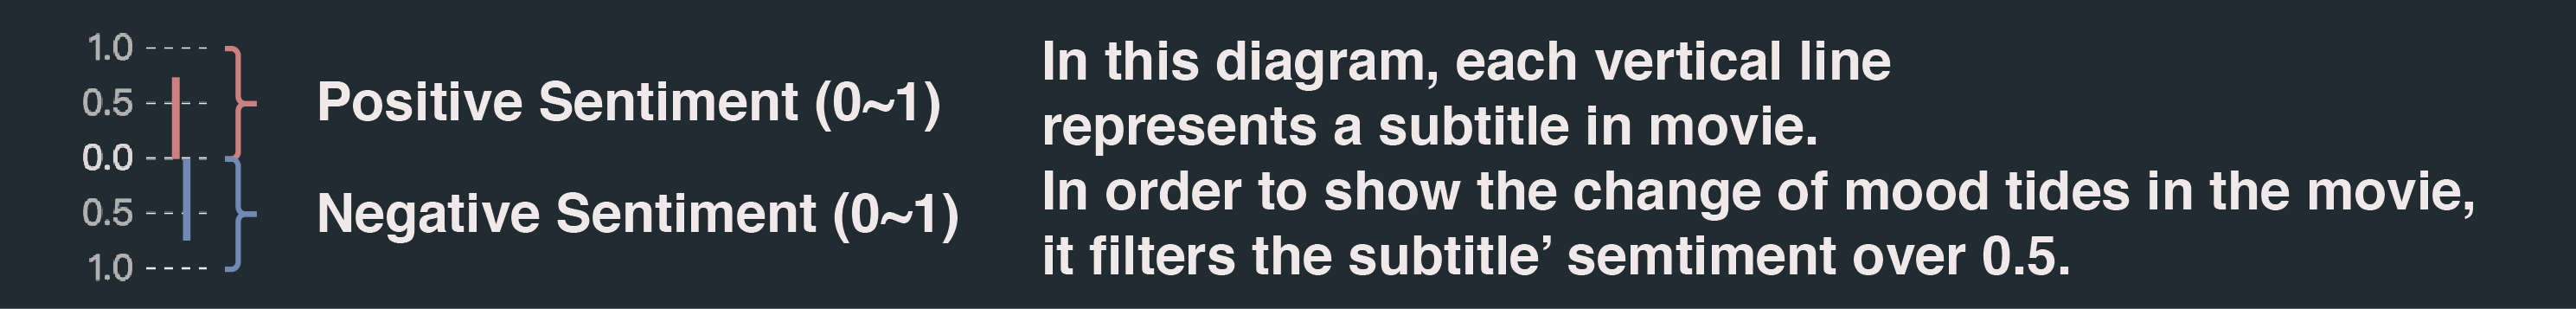 1.0
0.5
0.0
0.5
1.0
Positive Sentiment (0~1)
Negative Sentiment (0~1)
In this diagram, each vertical line
represents a subtitle in movie.
In order to show the change of mood tides in the movie,
it filters the subtitle’ semtiment over 0.5.